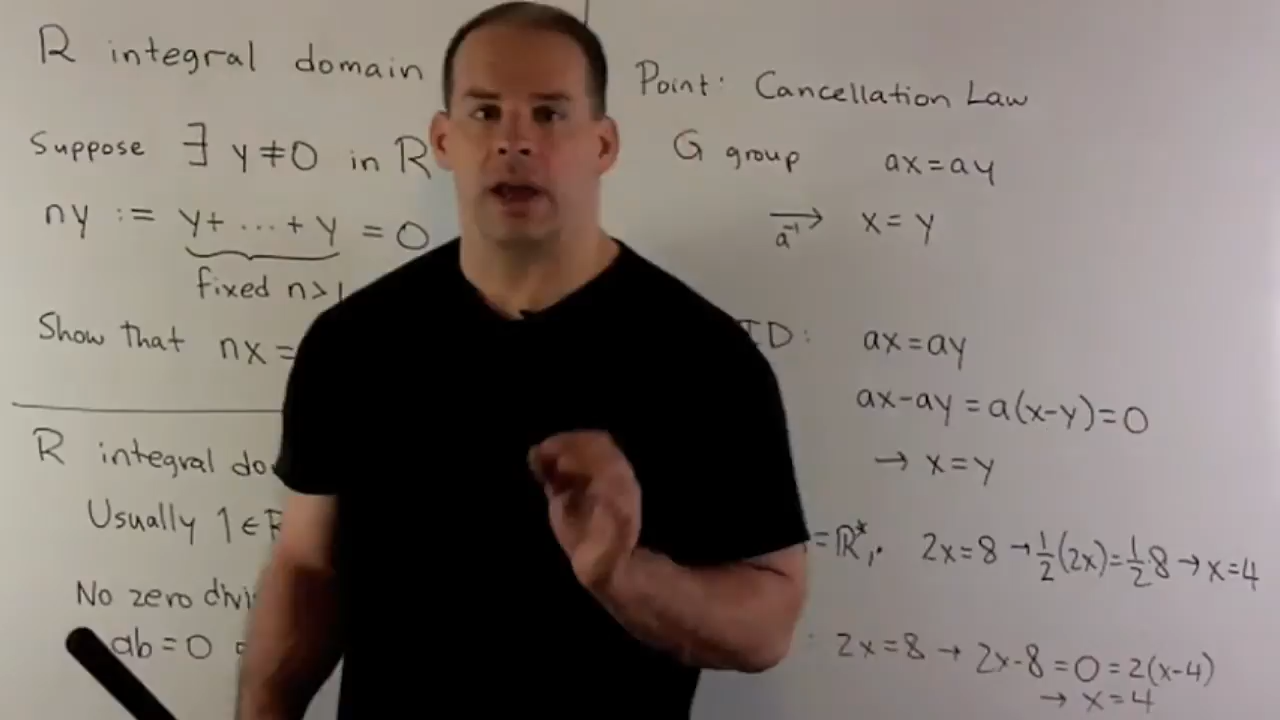 R integral domain
Suppose ∃ y≠0 in R
ny := y+ ... + y = 0
fixed n>1
Show that nx =
R integral
Usually 1 ∈ R
No zero
ab = 0
Point: Cancellation Law
G group ax=ay
a⁻¹→ x=y
ID: ax=ay
ax-ay = a(x-y)=0
→ x=y
=ℝ*, 2x=8 → ½(2x)=½·8 → x=4
2x=8 → 2x-8=0=2(x-4)
→ x=4